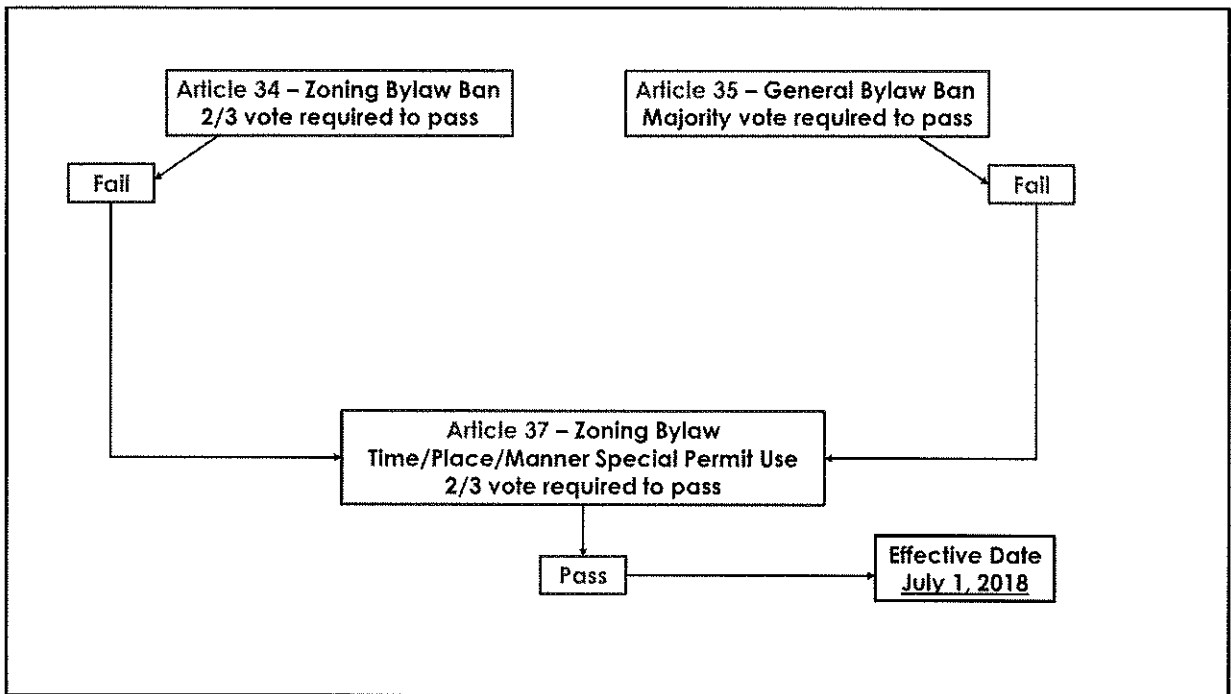 Article 34 – Zoning Bylaw Ban
2/3 vote required to pass
Article 35 – General Bylaw Ban
Majority vote required to pass
Fail
Fail
Article 37 – Zoning Bylaw
Time/Place/Manner Special Permit Use
2/3 vote required to pass
Pass
Effective Date
July 1, 2018